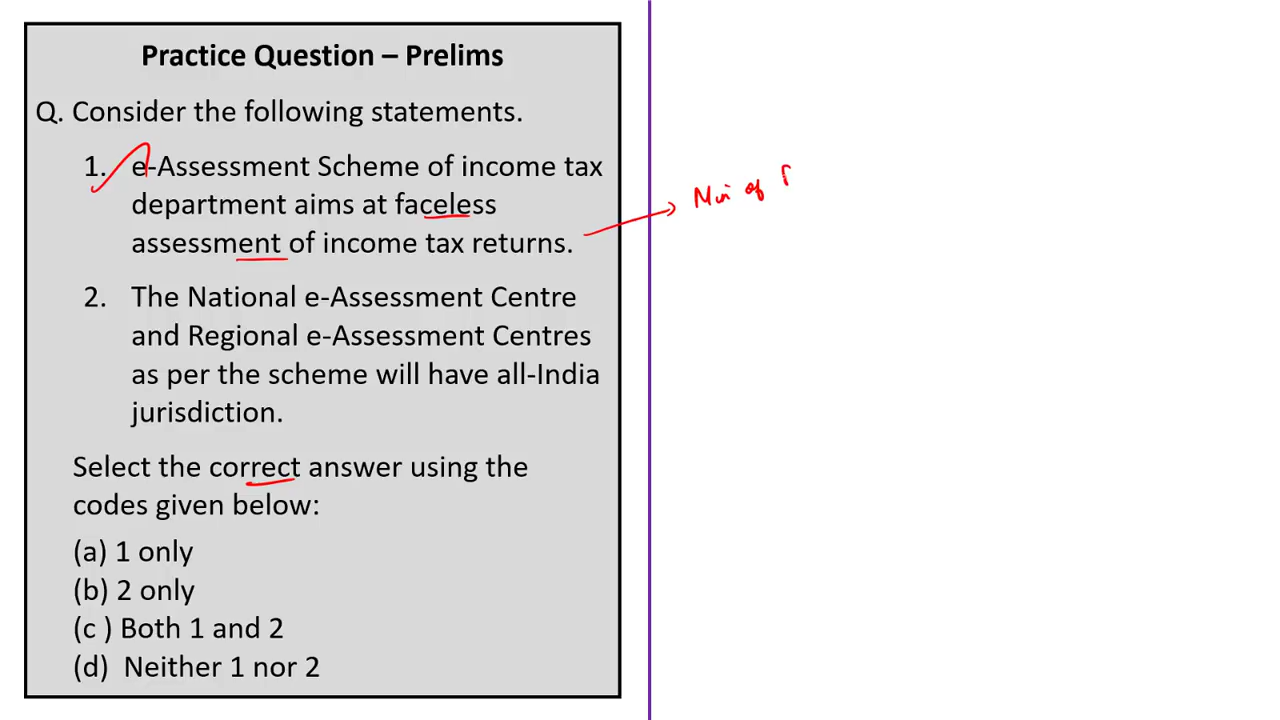 Practice Question – Prelims
Q. Consider the following statements.
1. e-Assessment Scheme of income tax
department aims at faceless
assessment of income tax returns.
2. The National e-Assessment Centre
and Regional e-Assessment Centres
as per the scheme will have all-India
jurisdiction.
Select the correct answer using the
codes given below:
(a) 1 only
(b) 2 only
(c ) Both 1 and 2
(d) Neither 1 nor 2
Min of